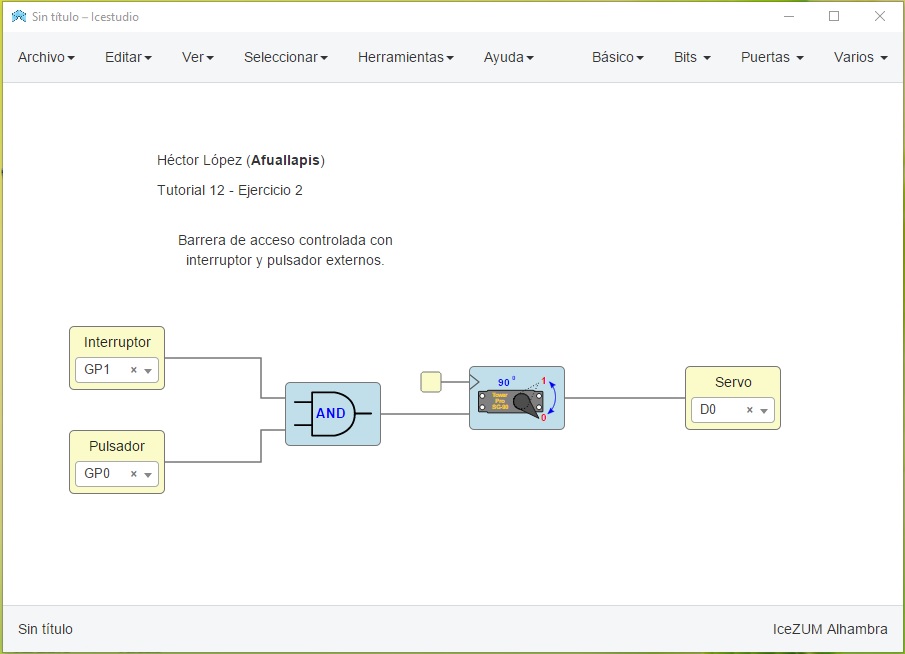 Sin título – Icestudio
Archivo Editar Ver Seleccionar Herramientas Ayuda Básico Bits Puertas Varios
Héctor López (Afuallapis)
Tutorial 12 - Ejercicio 2
Barrera de acceso controlada con
interruptor y pulsador externos.
Interruptor
GP1 ×
AND
Pulsador
GP0 ×
90°
1
Tower
Pro
SG-90
0
Servo
D0 ×
Sin título IceZUM Alhambra